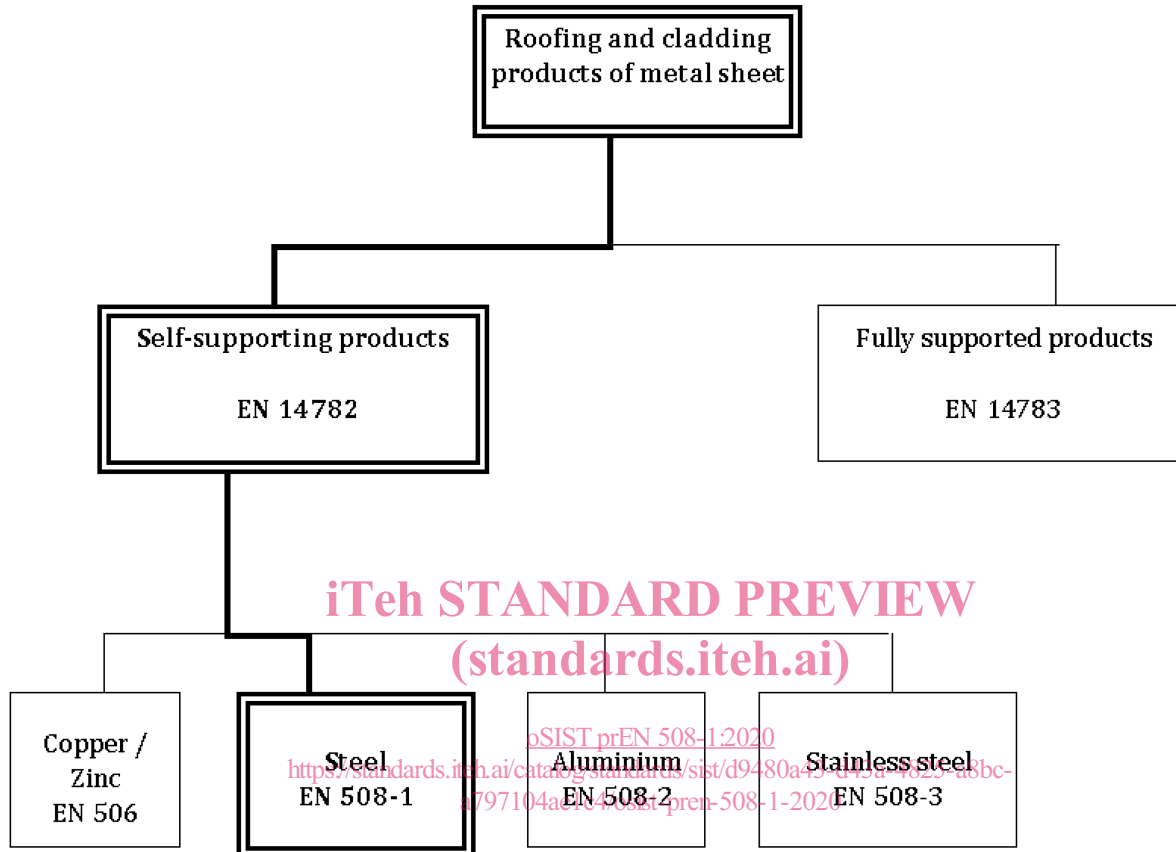 Roofing and cladding
products of metal sheet
Self-supporting products
EN 14782
Fully supported products
EN 14783
iTeh STANDARD PREVIEW
(standards.iteh.ai)
Copper /
Zinc
EN 506
Steel
EN 508-1
Aluminium
EN 508-2
Stainless steel
EN 508-3
oSIST prEN 508-1:2020